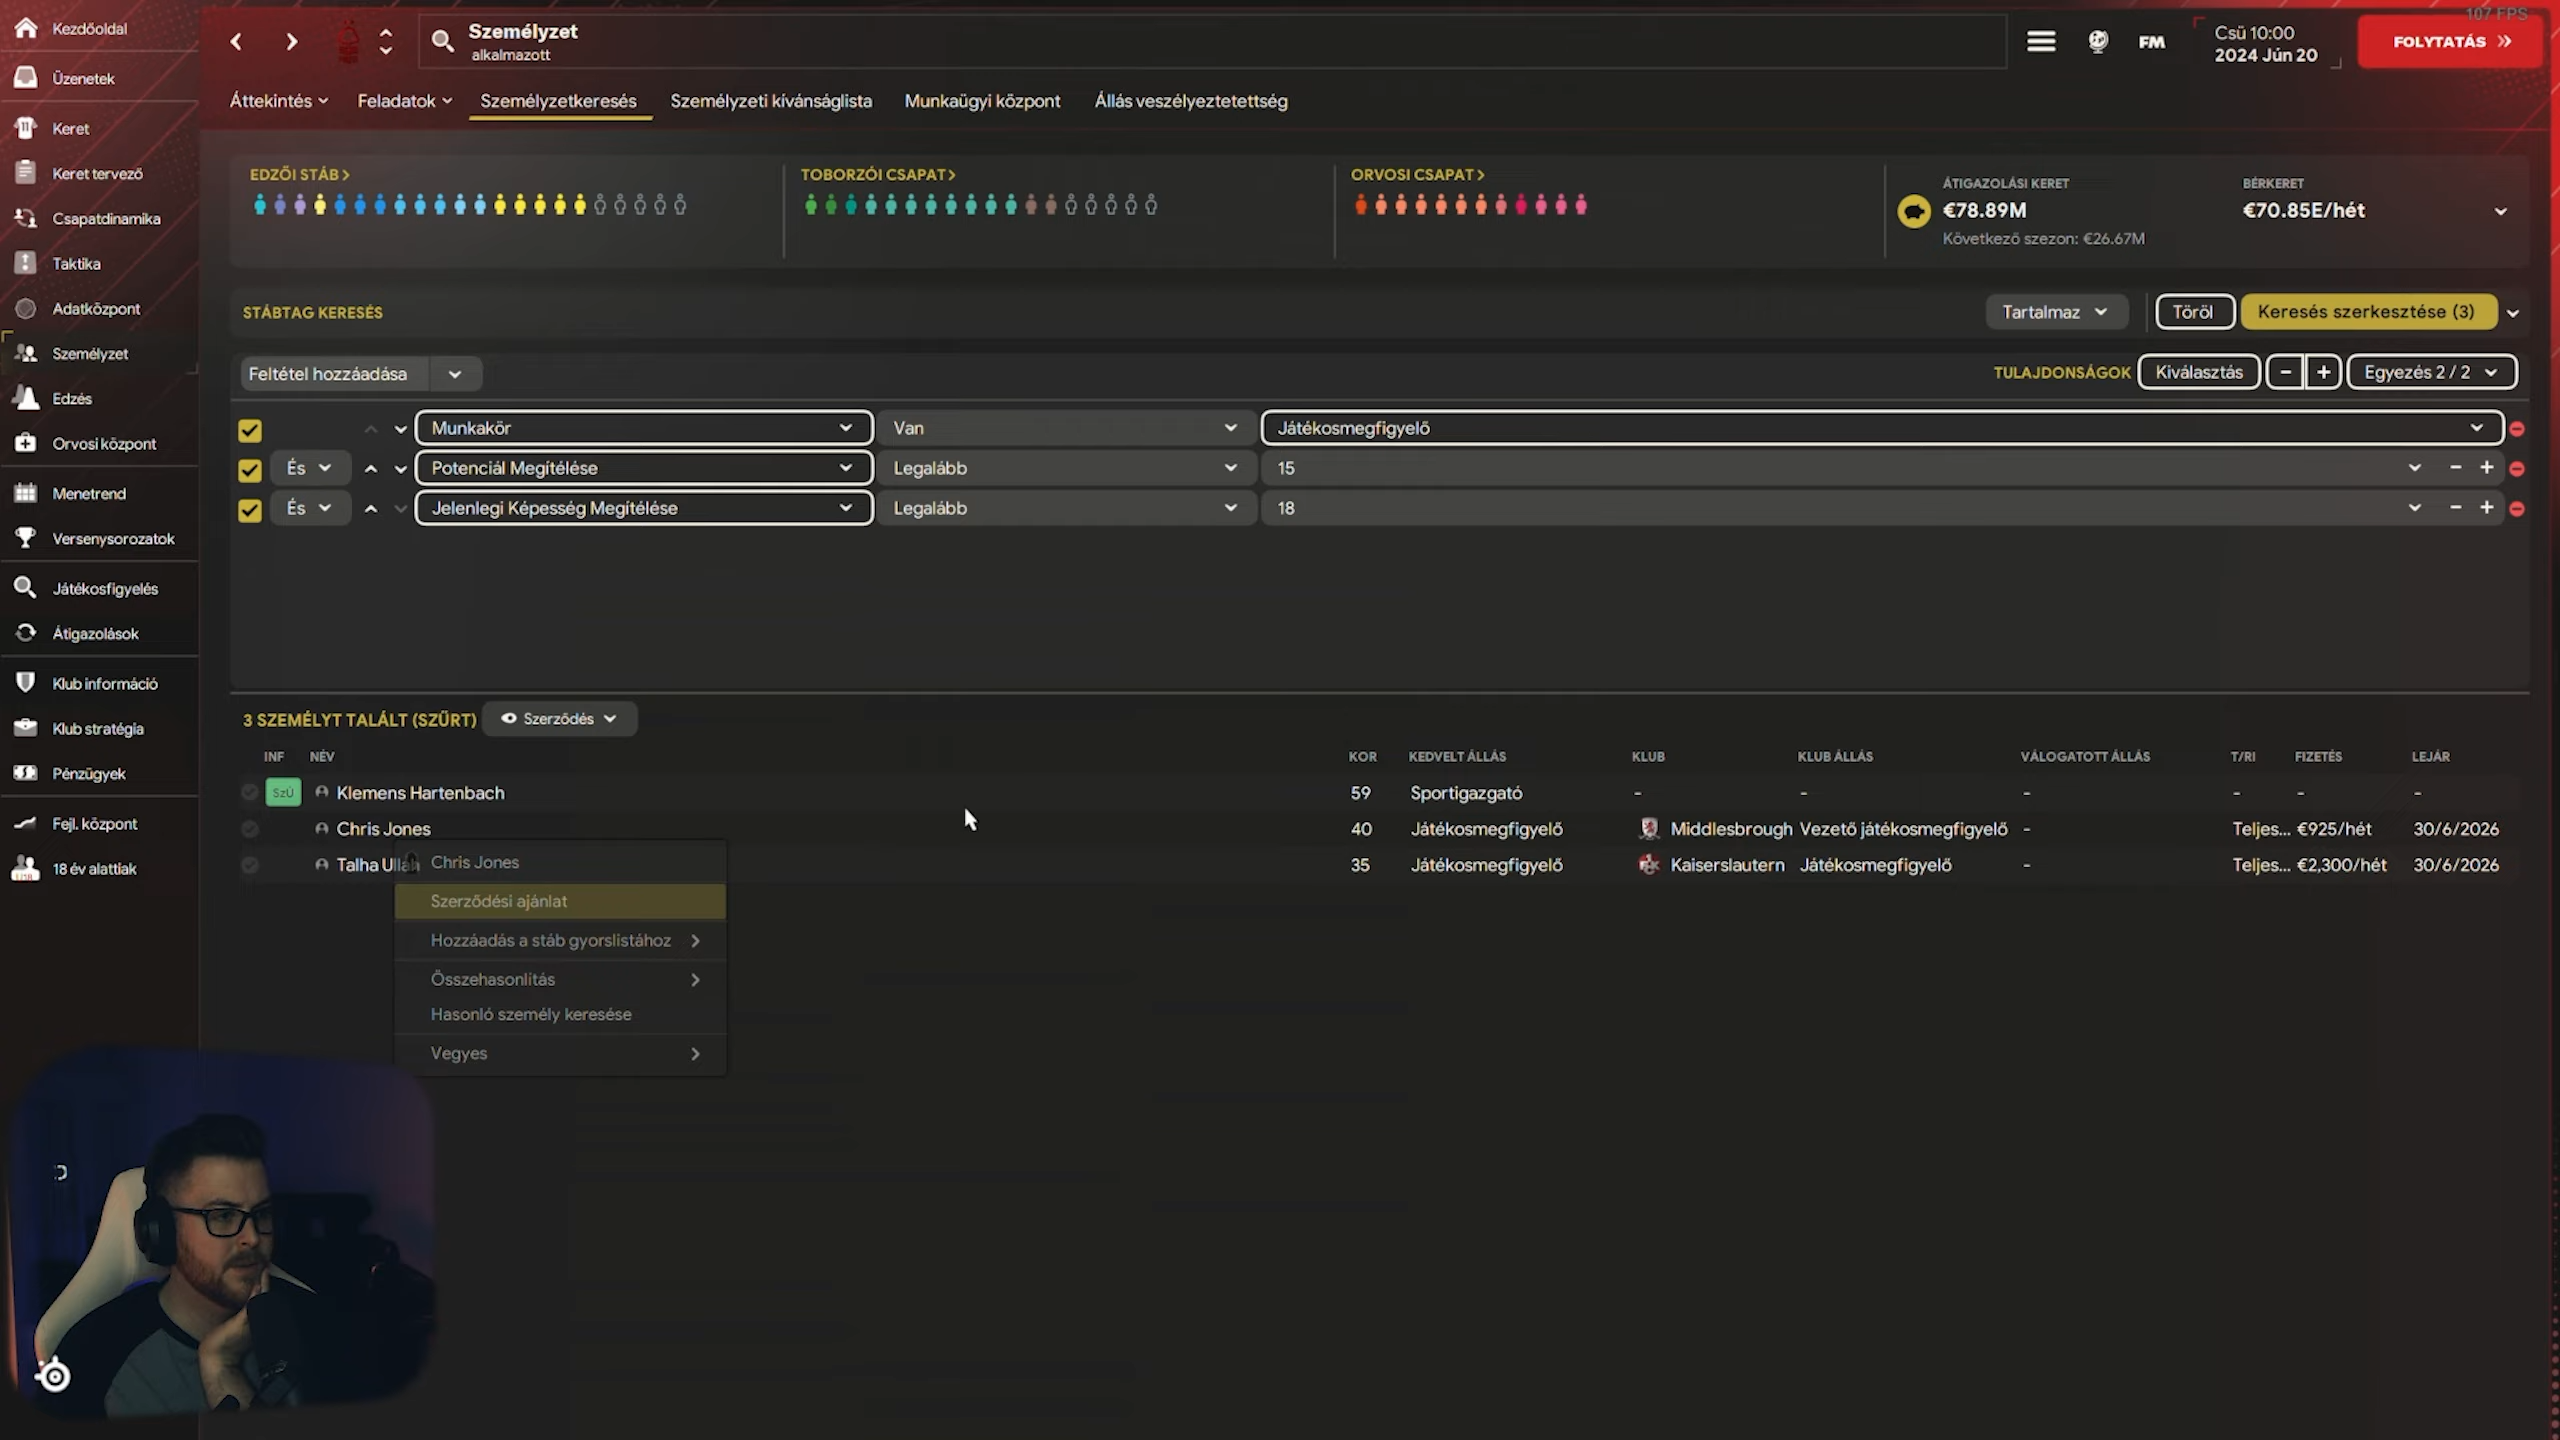 Kezdőoldal
Üzenetek
Keret
Keret tervező
Csapatdinamika
Taktika
Adatközpont
Személyzet
Edzés
Orvosi központ
Menetrend
Versenysorozatok
Játékosfigyelés
Átigazolások
Klub információ
Klub stratégia
Pénzügyek
Fejl. központ
18 év alattiak
Személyzet
alkalmazott
FM
107 FPS
Csü 10:00
2024 Jún 20
FOLYTATÁS
Áttekintés Feladatok Személyzetkeresés Személyzeti kívánságlista Munkaügyi központ Állás veszélyeztetettség
EDZŐI STÁB> TOBORZÓI CSAPAT> ORVOSI CSAPAT>
ÁTIGAZOLÁSI KERET BÉRKERET
€78.89M €70.85E/hét
Következő szezon: €26.67M
STÁBTAG KERESÉS Tartalmaz Töröl Keresés szerkesztése (3)
Feltétel hozzáadása TULAJDONSÁGOK Kiválasztás - + Egyezés 2 / 2
Munkakör Van Játékosmegfigyelő
És Potenciál Megítélése Legalább 15 - +
És Jelenlegi Képesség Megítélése Legalább 18 - +
3 SZEMÉLYT TALÁLT (SZŰRT) Szerződés
INF NÉV KOR KEDVELT ÁLLÁS KLUB KLUB ÁLLÁS VÁLOGATOTT ÁLLÁS T/RI FIZETÉS LEJÁR
SzÜ Klemens Hartenbach 59 Sportigazgató - - - - - -
Chris Jones 40 Játékosmegfigyelő Middlesbrough Vezető játékosmegfigyelő - Teljes... €925/hét 30/6/2026
Talha Ullah 35 Játékosmegfigyelő Kaiserslautern Játékosmegfigyelő - Teljes... €2,300/hét 30/6/2026
Chris Jones
Szerződési ajánlat
Hozzáadás a stáb gyorslistához
Összehasonlítás
Hasonló személy keresése
Vegyes